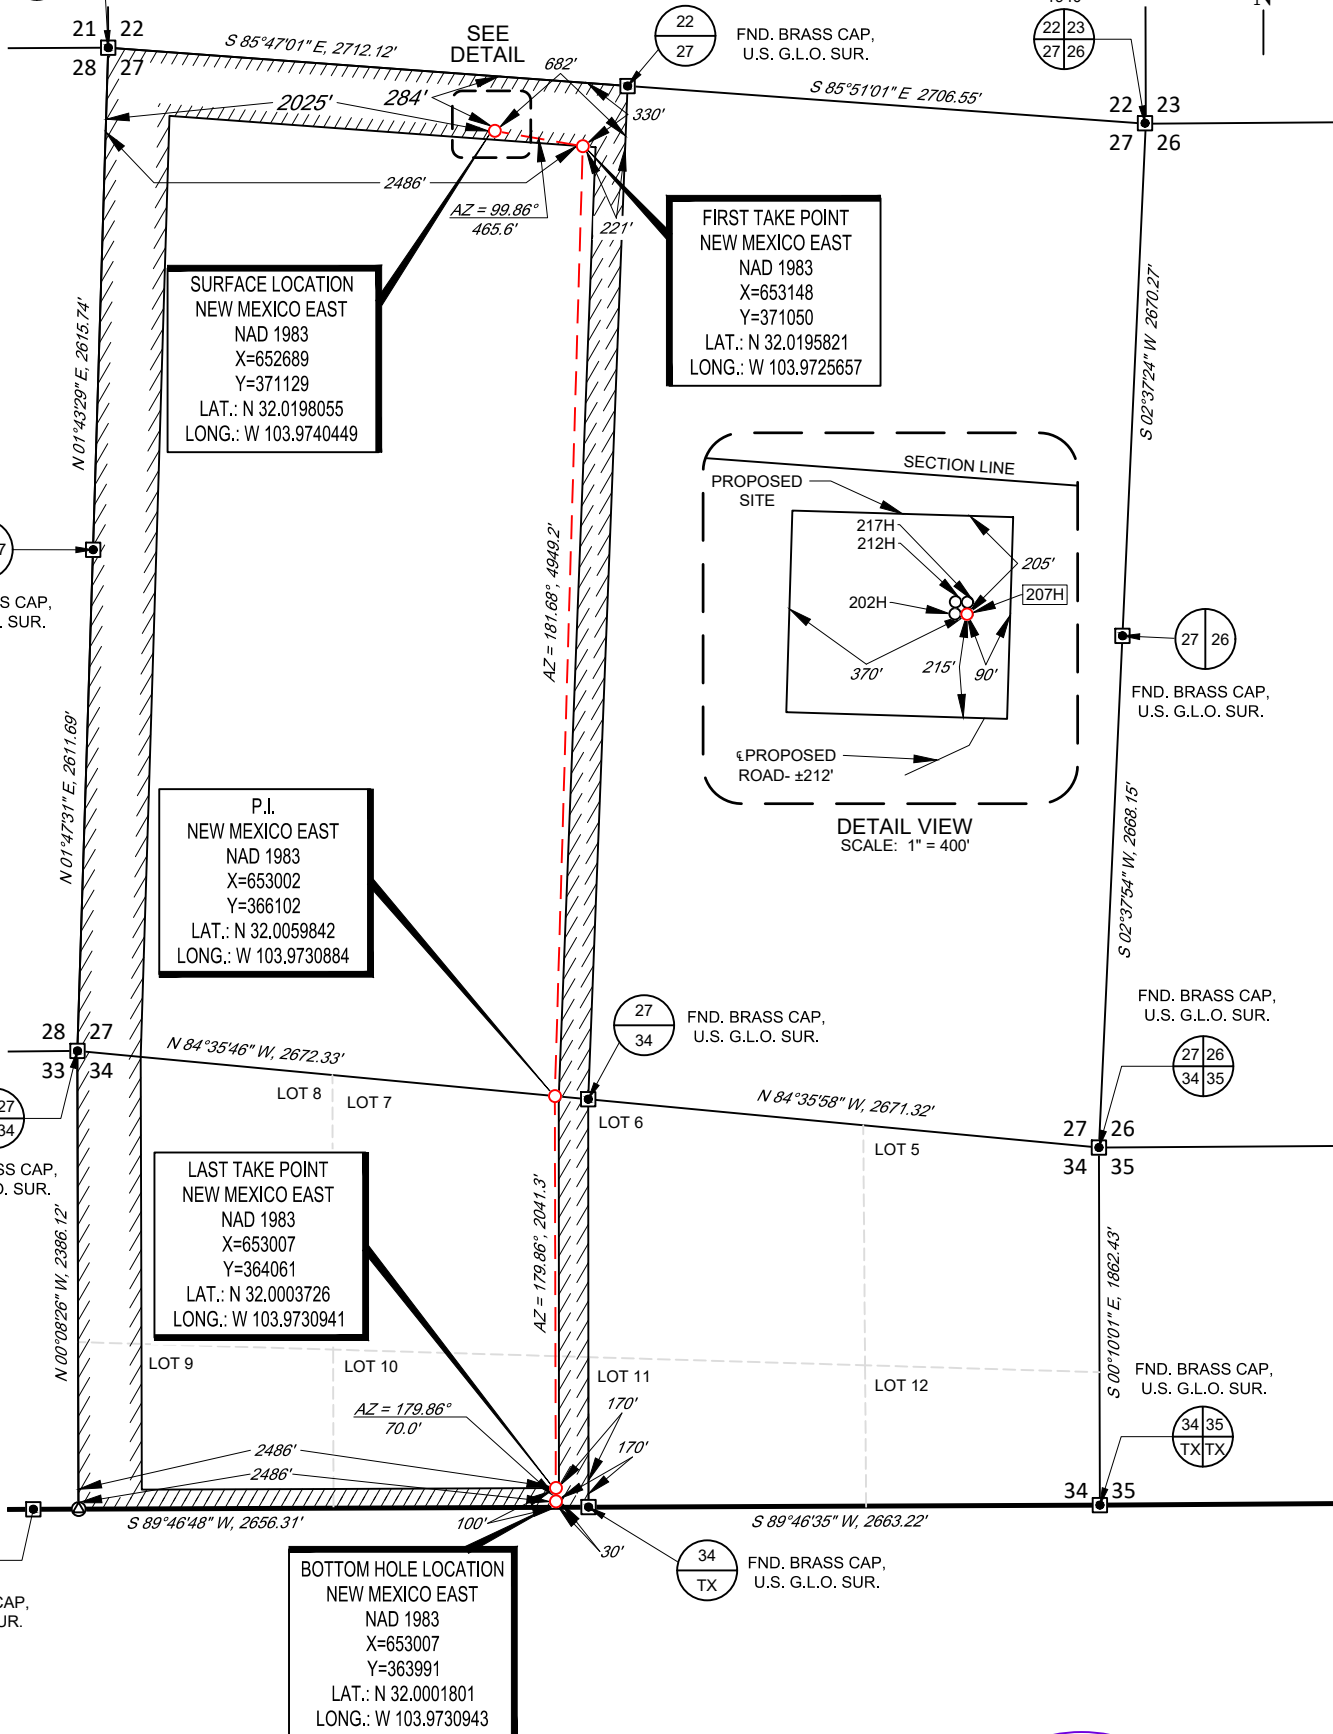 N
21 22
28 27
S 85°47'01" E, 2712.12'
SEE
DETAIL
682'
22
27
FND. BRASS CAP,
U.S. G.L.O. SUR.
22 23
27 26
S 85°51'01" E 2706.55'
22 23
27 26
2025'
284'
330'
2486'
AZ = 99.86°
465.6'
221'
FIRST TAKE POINT
NEW MEXICO EAST
NAD 1983
X=653148
Y=371050
LAT.: N 32.0195821
LONG.: W 103.9725657
SURFACE LOCATION
NEW MEXICO EAST
NAD 1983
X=652689
Y=371129
LAT.: N 32.0198055
LONG.: W 103.9740449
N 01°43'29" E, 2615.74'
S 02°37'24" W 2670.27'
SECTION LINE
PROPOSED
SITE
217H
212H
205'
202H
207H
370'
215'
90'
℄PROPOSED
ROAD- ±212'
DETAIL VIEW
SCALE: 1" = 400'
7
SS CAP,
. SUR.
AZ = 181.68°, 4949.2'
27 26
FND. BRASS CAP,
U.S. G.L.O. SUR.
N 01°47'31" E, 2611.69'
S 02°37'54" W, 2668.15'
P.I.
NEW MEXICO EAST
NAD 1983
X=653002
Y=366102
LAT.: N 32.0059842
LONG.: W 103.9730884
28 27
33 34
N 84°35'46" W, 2672.33'
27
34
FND. BRASS CAP,
U.S. G.L.O. SUR.
FND. BRASS CAP,
U.S. G.L.O. SUR.
27 26
34 35
27
34
SS CAP,
O. SUR.
LOT 8
LOT 7
LOT 6
N 84°35'58" W, 2671.32'
LOT 5
27 26
34 35
LAST TAKE POINT
NEW MEXICO EAST
NAD 1983
X=653007
Y=364061
LAT.: N 32.0003726
LONG.: W 103.9730941
N 00°08'26" W, 2386.12'
AZ = 179.86°, 2041.3'
S 00°10'01" E, 1862.43'
LOT 9
LOT 10
LOT 11
LOT 12
FND. BRASS CAP,
U.S. G.L.O. SUR.
34 35
TX TX
AZ = 179.86°
70.0'
170'
170'
2486'
2486'
34 35
S 89°46'48" W, 2656.31'
100'
30'
S 89°46'35" W, 2663.22'
34
TX
FND. BRASS CAP,
U.S. G.L.O. SUR.
CAP,
UR.
BOTTOM HOLE LOCATION
NEW MEXICO EAST
NAD 1983
X=653007
Y=363991
LAT.: N 32.0001801
LONG.: W 103.9730943